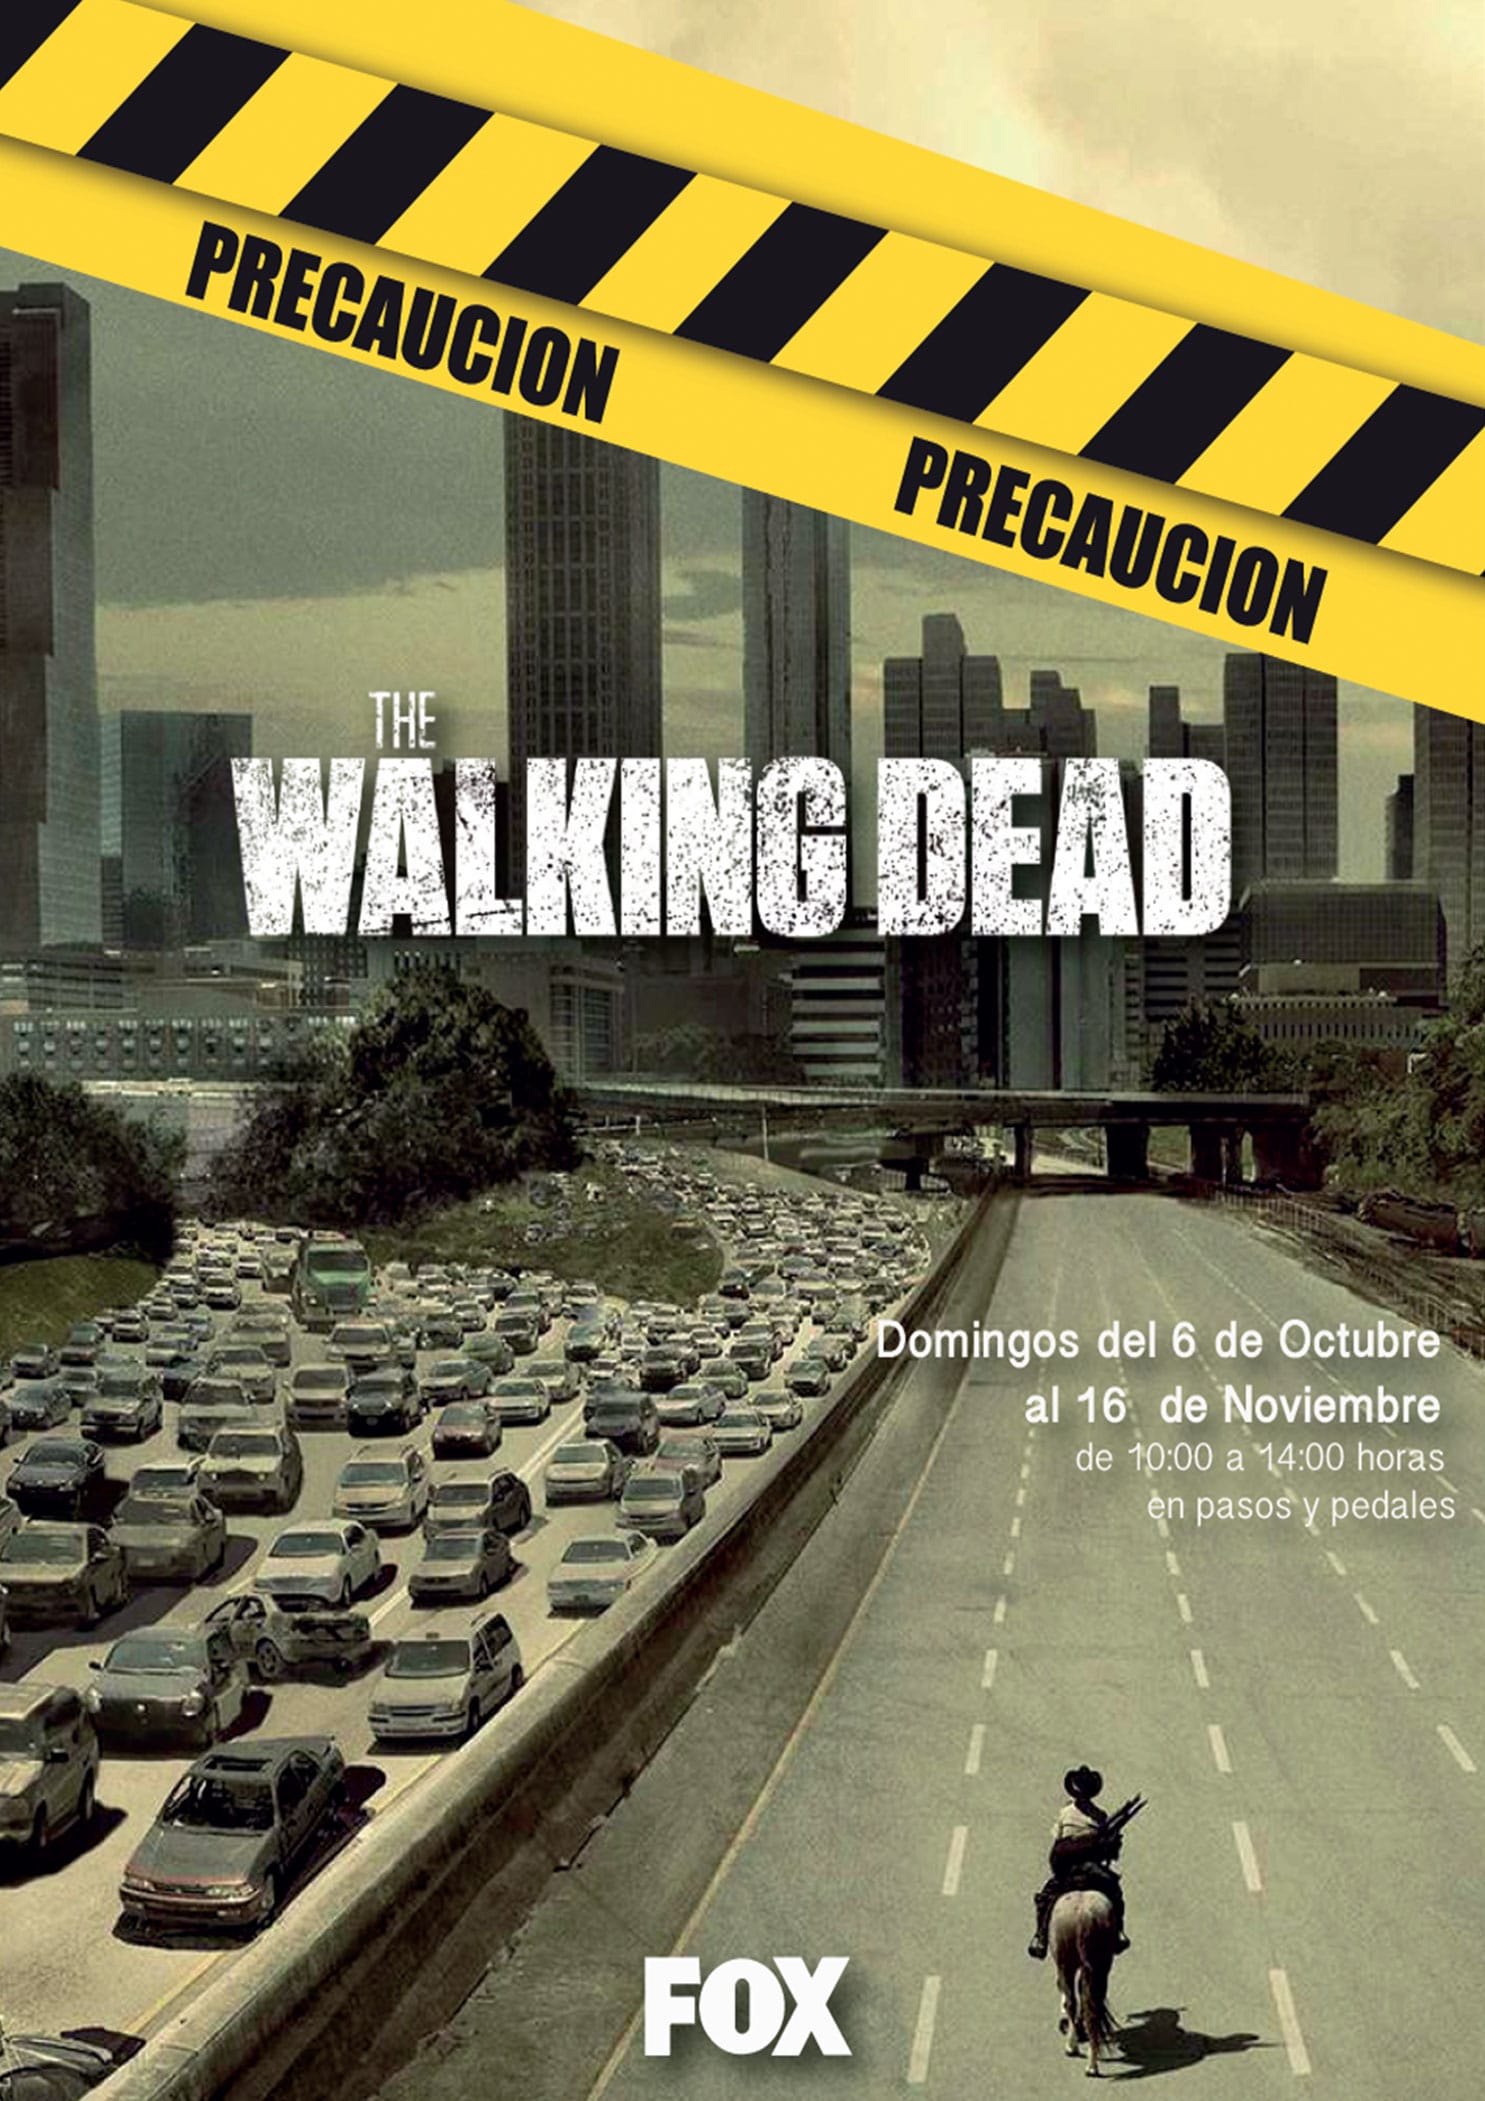 PRECAUCION
PRECAUCION
THE
WALKING DEAD
Domingos del 6 de Octubre
al 16 de Noviembre
de 10:00 a 14:00 horas
en pasos y pedales
FOX